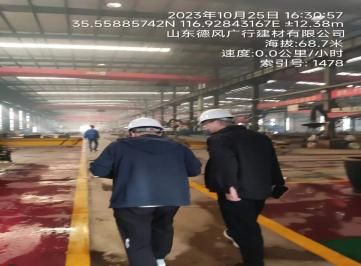 2023年10月25日 16:30:57
35.55885742°N 116.92843167°E ±12.38m
山东德风广行建材有限公司
海拔:68.7米
速度:0.0公里/小时
索引号: 1478